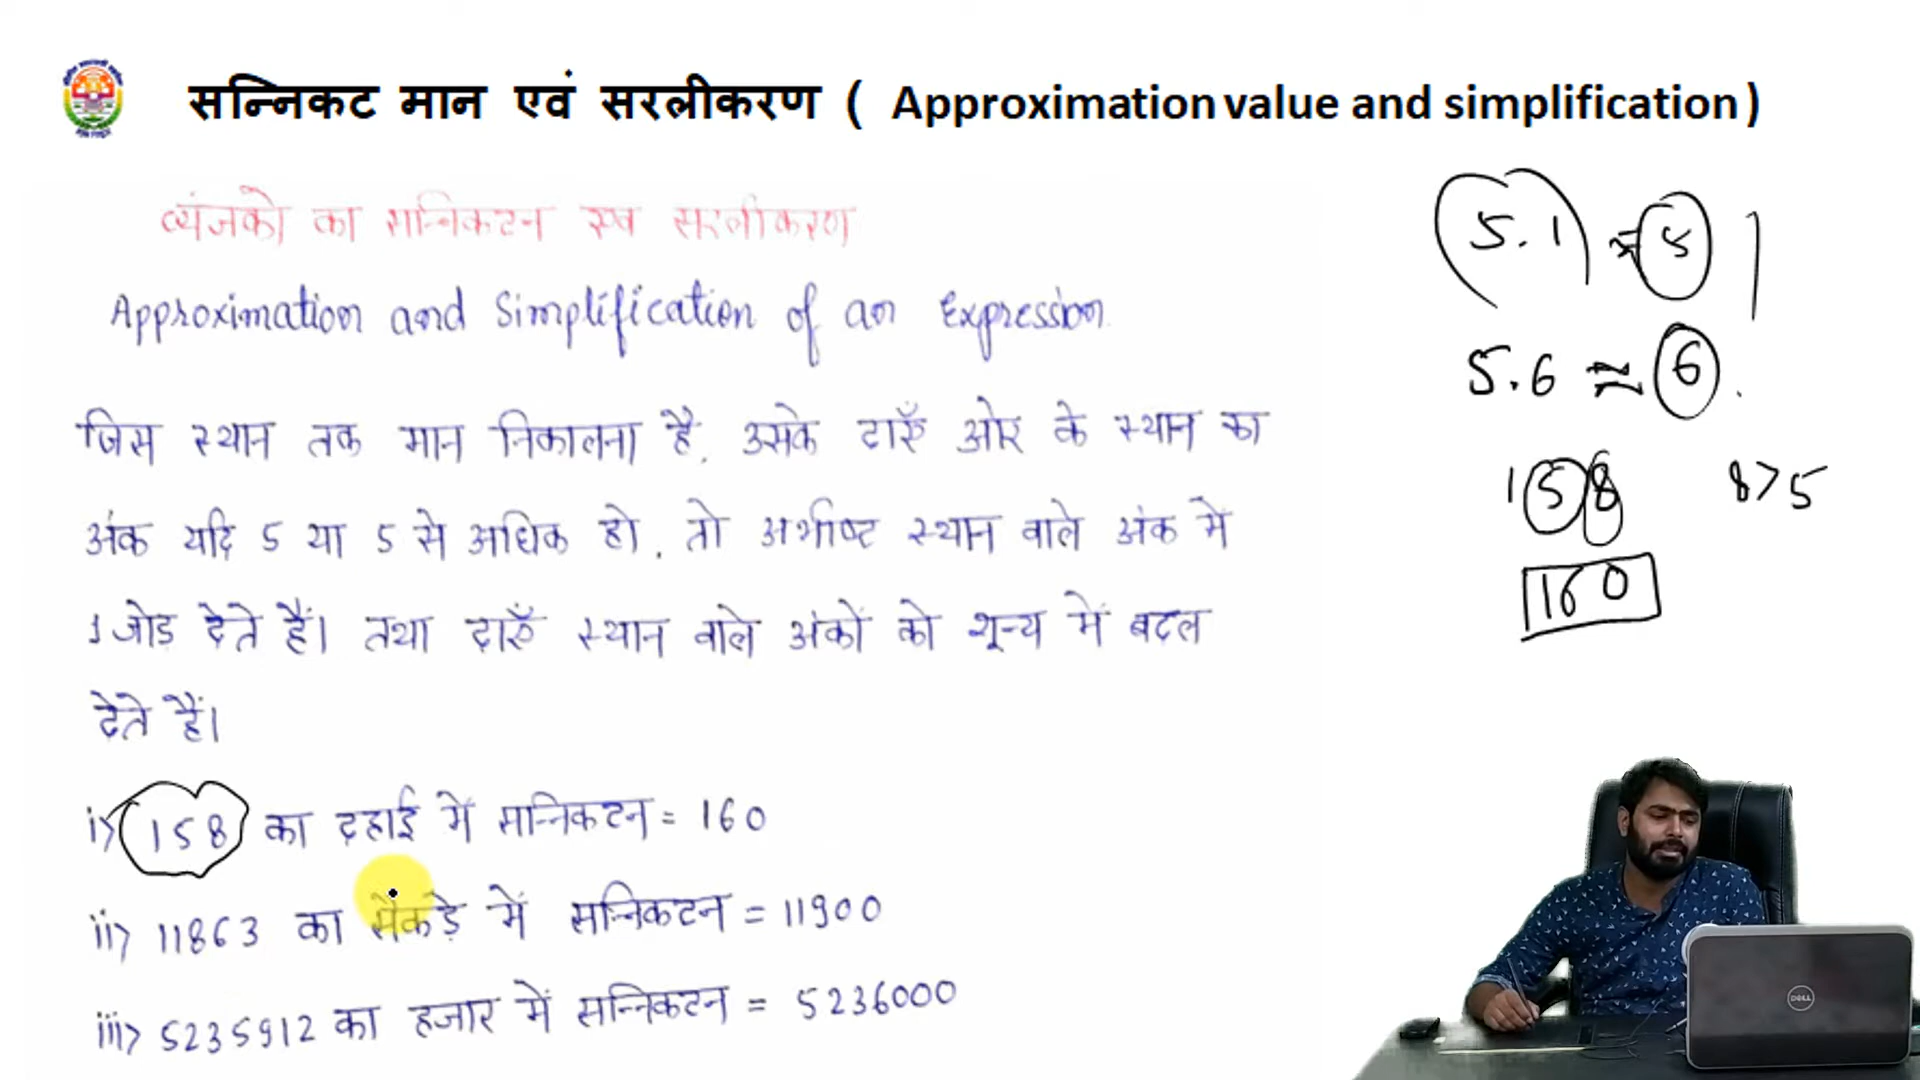 सन्निकट मान एवं सरलीकरण ( Approximation value and simplification)
व्यंजको का सन्निकटन एव सरलीकरण
Approximation and Simplification of an Expression.
जिस स्थान तक मान निकालना है, उसके दाएँ ओर के स्थान का
अंक यदि 5 या 5 से अधिक हो, तो अभीष्ट स्थान वाले अंक में
1 जोड देते हैं। तथा दाएँ स्थान वाले अंकों को शून्य में बदल
देते हैं।
i> 158 का दहाई में सन्निकटन = 160
ii> 11863 का सैकड़े में सन्निकटन = 11900
iii> 5235912 का हजार में सन्निकटन = 5236000
5.1 ≈ 5
5.6 ≈ 6.
158 8>5
160
DELL